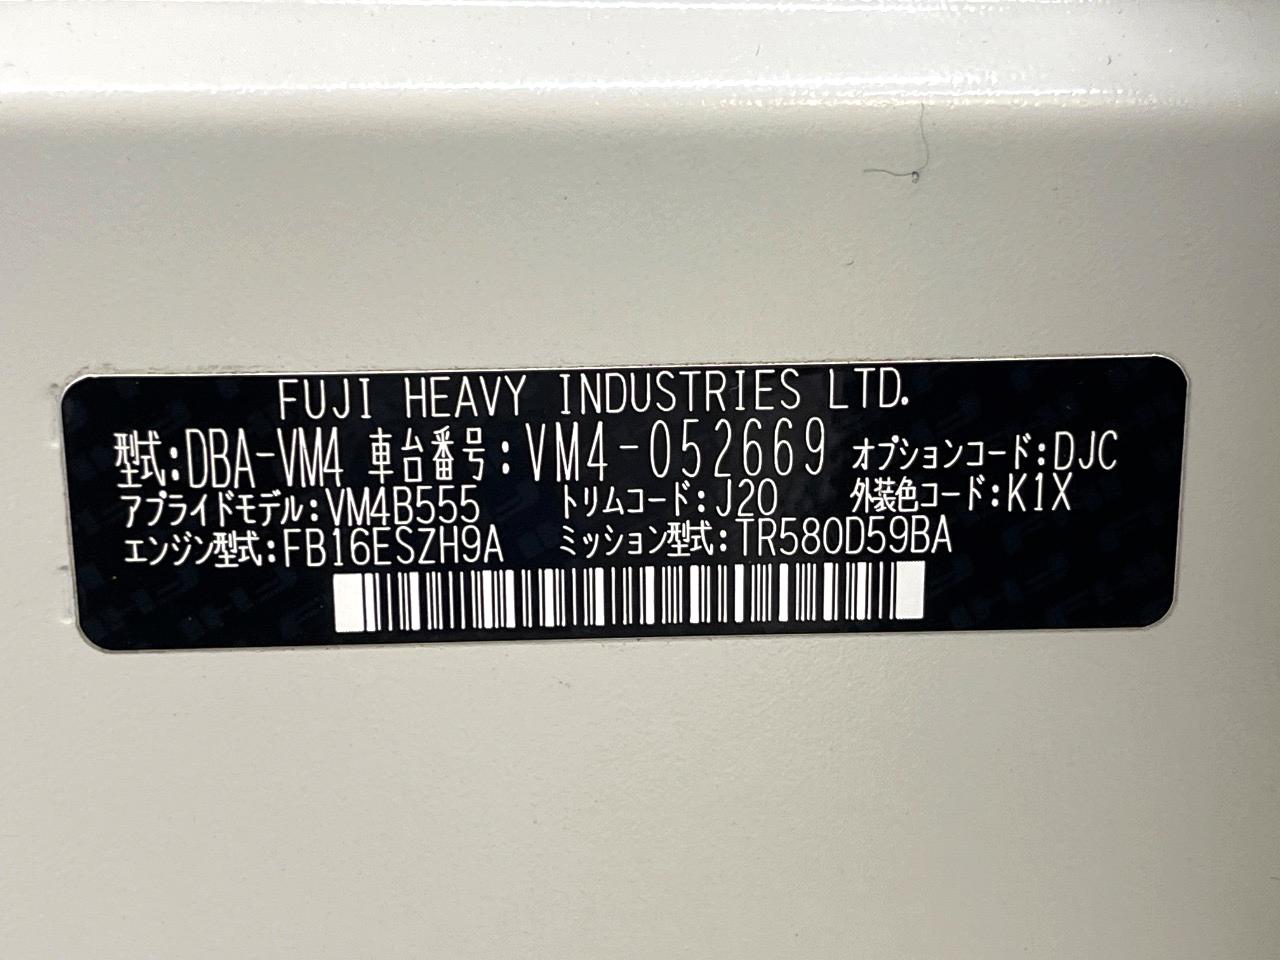 FUJI HEAVY INDUSTRIES LTD.
型式:DBA-VM4 車台番号:VM4-052669 オプションコード:DJC
アプライドモデル:VM4B555 トリムコード:J20 外装色コード:K1X
エンジン型式:FB16ESZH9A ミッション型式:TR580D59BA